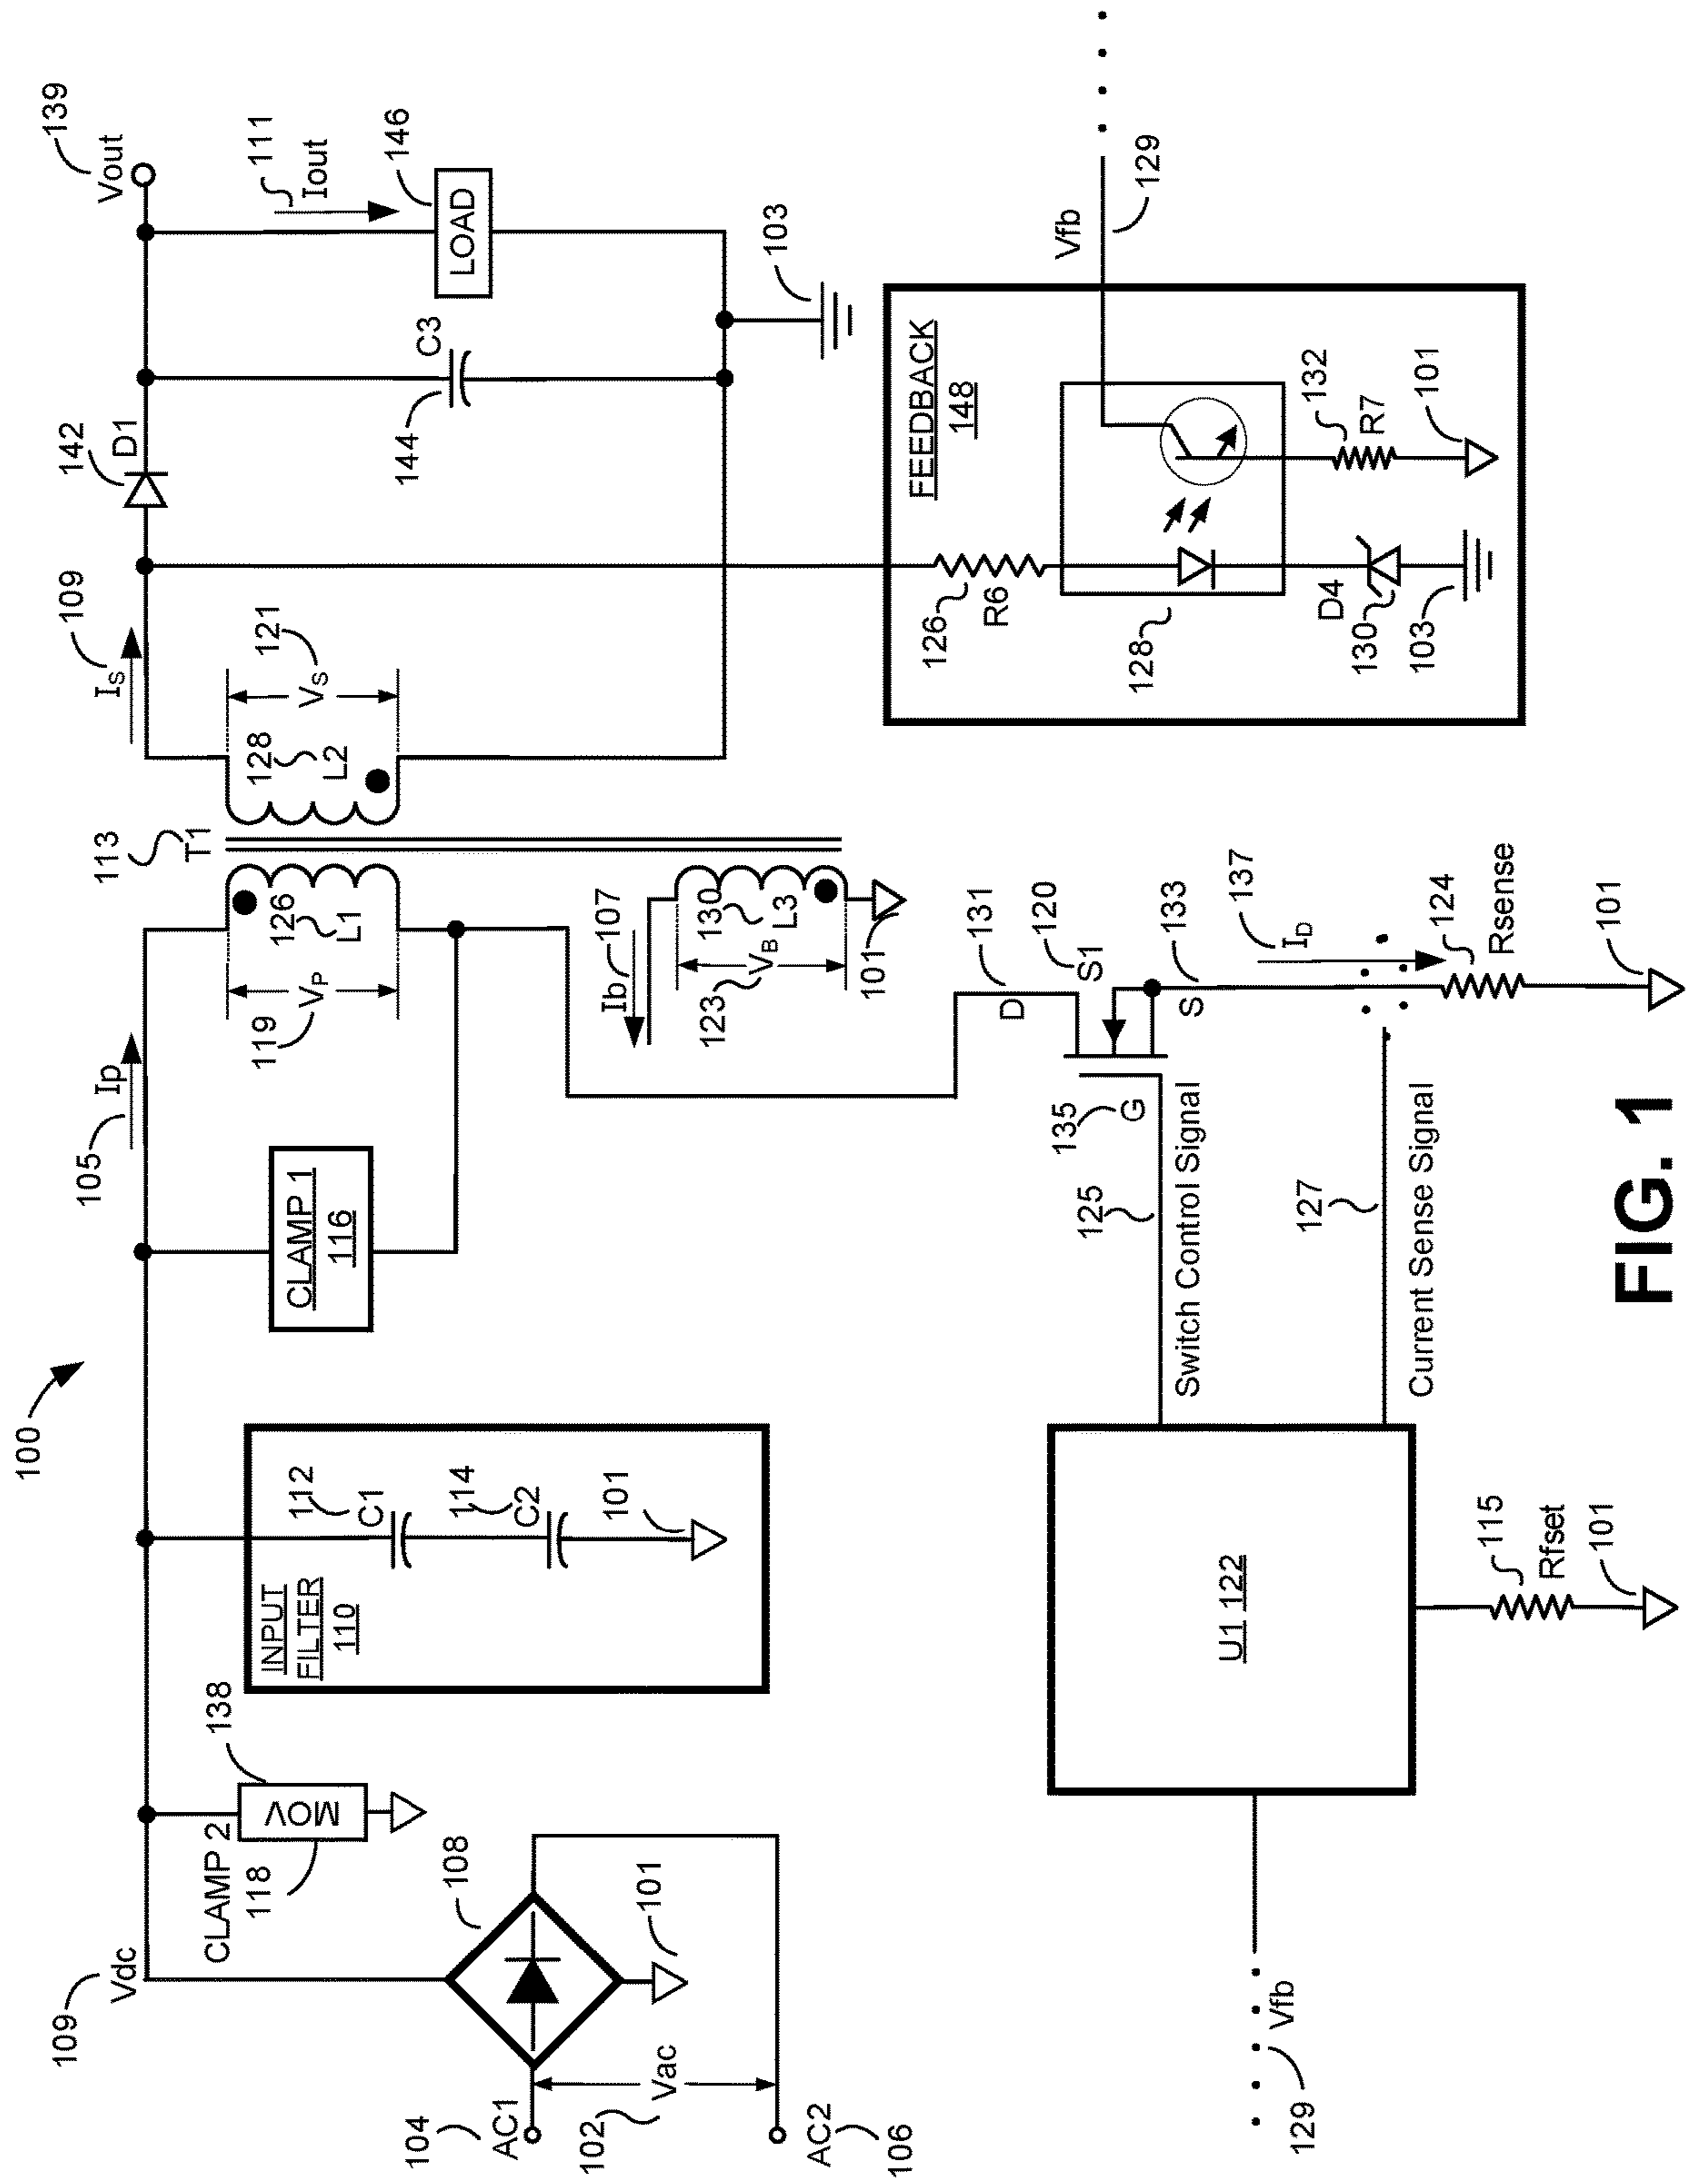 100
109
Vdc
CLAMP 2
118
MOV
138
104
AC1
102
Vac
AC2
106
108
101
INPUT
FILTER
110
112
C1
114
C2
101
CLAMP 1
116
105
Ip
119
VP
126
L1
113
T1
128
L2
VS
121
IS
109
142
D1
144
C3
Vout
139
111
Iout
146
LOAD
103
Ib
107
123
VB
130
L3
101
D
131
S1
120
135
G
S
133
125
Switch Control Signal
127
Current Sense Signal
ID
137
124
Rsense
101
U1 122
115
Rfset
101
Vfb
129
FEEDBACK
148
126
R6
128
D4
130
103
132
R7
101
Vfb
129
FIG. 1